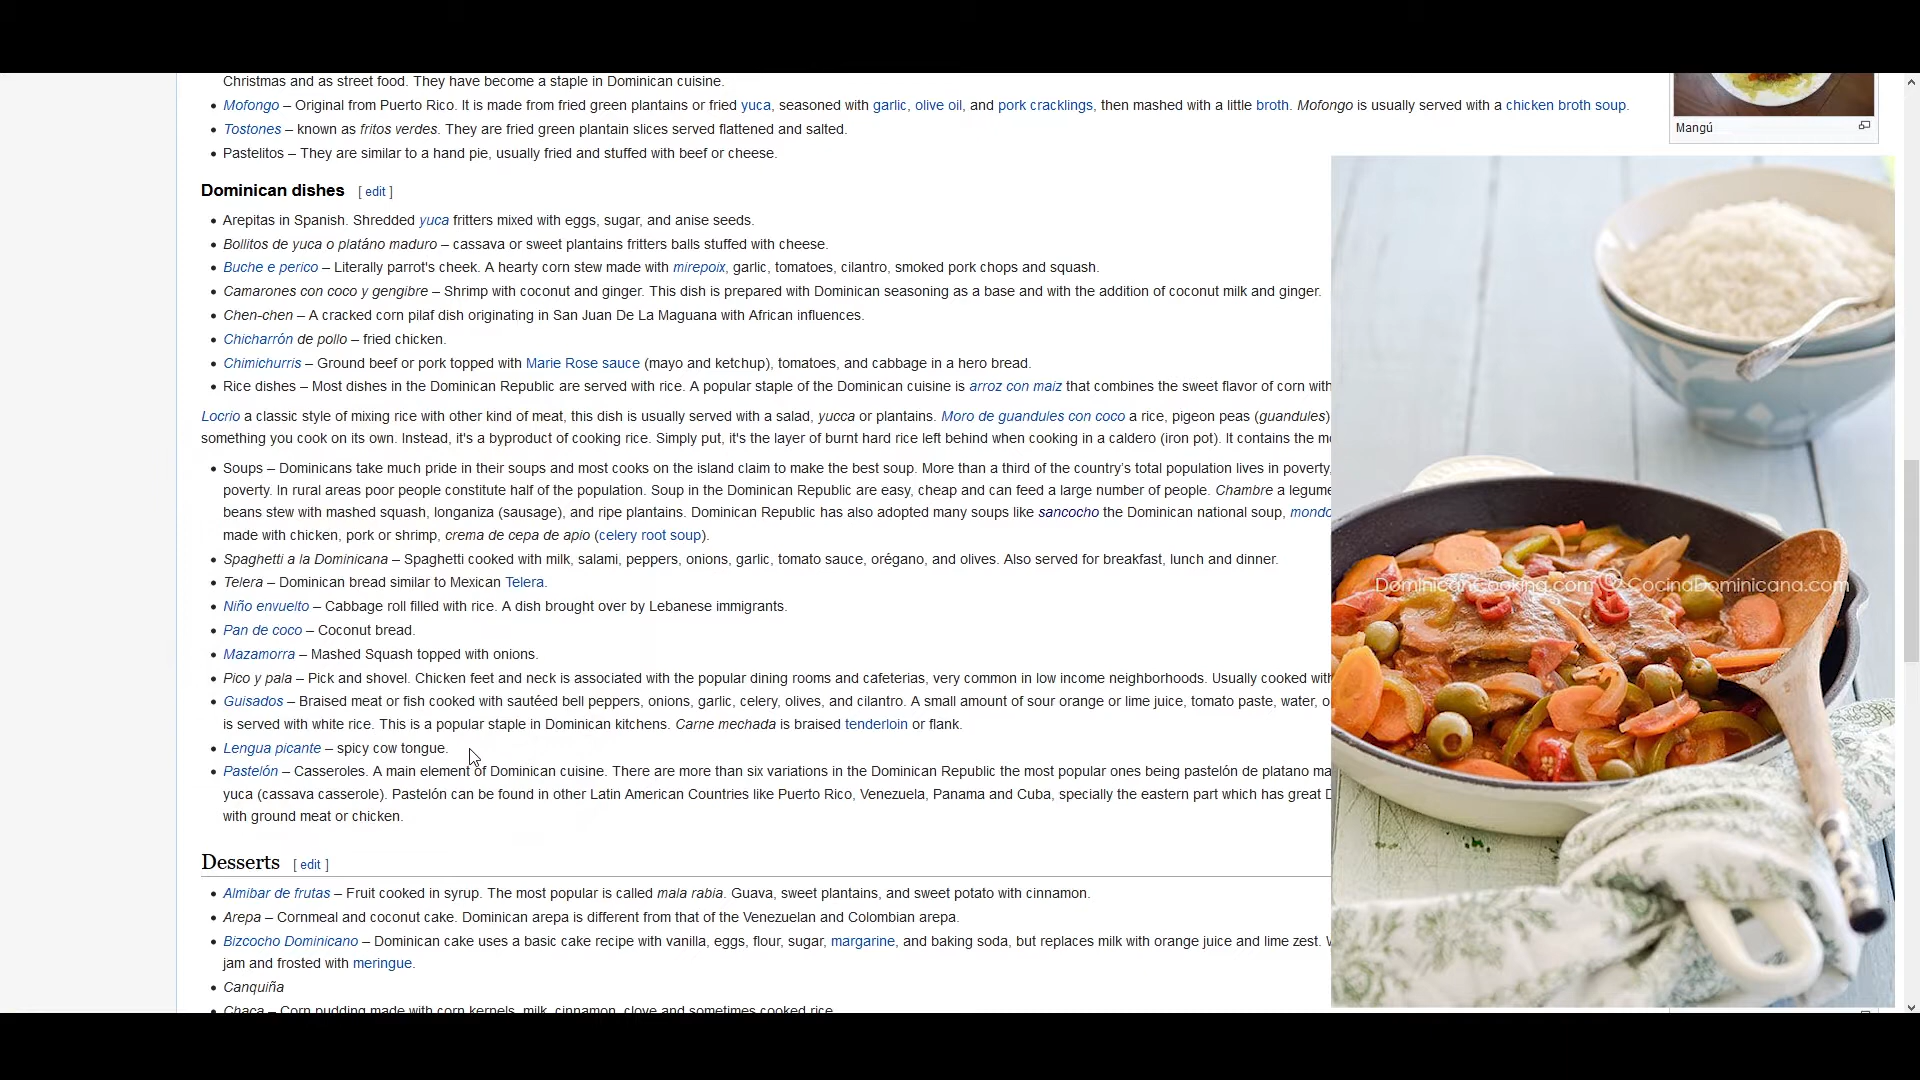 Christmas and as street food. They have become a staple in Dominican cuisine.
Mofongo – Original from Puerto Rico. It is made from fried green plantains or fried yuca, seasoned with garlic, olive oil, and pork cracklings, then mashed with a little broth. Mofongo is usually served with a chicken broth soup.
Tostones – known as fritos verdes. They are fried green plantain slices served flattened and salted.
Pastelitos – They are similar to a hand pie, usually fried and stuffed with beef or cheese.
Mangú
Dominican dishes [ edit ]
Arepitas in Spanish. Shredded yuca fritters mixed with eggs, sugar, and anise seeds.
Bollitos de yuca o platáno maduro – cassava or sweet plantains fritters balls stuffed with cheese.
Buche e perico – Literally parrot's cheek. A hearty corn stew made with mirepoix, garlic, tomatoes, cilantro, smoked pork chops and squash.
Camarones con coco y gengibre – Shrimp with coconut and ginger. This dish is prepared with Dominican seasoning as a base and with the addition of coconut milk and ginger.
Chen-chen – A cracked corn pilaf dish originating in San Juan De La Maguana with African influences.
Chicharrón de pollo – fried chicken.
Chimichurris – Ground beef or pork topped with Marie Rose sauce (mayo and ketchup), tomatoes, and cabbage in a hero bread.
Rice dishes – Most dishes in the Dominican Republic are served with rice. A popular staple of the Dominican cuisine is arroz con maiz that combines the sweet flavor of corn with
Locrio a classic style of mixing rice with other kind of meat, this dish is usually served with a salad, yucca or plantains. Moro de guandules con coco a rice, pigeon peas (guandules)
something you cook on its own. Instead, it's a byproduct of cooking rice. Simply put, it's the layer of burnt hard rice left behind when cooking in a caldero (iron pot). It contains the
Soups – Dominicans take much pride in their soups and most cooks on the island claim to make the best soup. More than a third of the country's total population lives in poverty,
poverty. In rural areas poor people constitute half of the population. Soup in the Dominican Republic are easy, cheap and can feed a large number of people. Chambre a legume
beans stew with mashed squash, longaniza (sausage), and ripe plantains. Dominican Republic has also adopted many soups like sancocho the Dominican national soup, mondo
made with chicken, pork or shrimp, crema de cepa de apio (celery root soup).
Spaghetti a la Dominicana – Spaghetti cooked with milk, salami, peppers, onions, garlic, tomato sauce, orégano, and olives. Also served for breakfast, lunch and dinner.
Telera – Dominican bread similar to Mexican Telera.
Niño envuelto – Cabbage roll filled with rice. A dish brought over by Lebanese immigrants.
Pan de coco – Coconut bread.
Mazamorra – Mashed Squash topped with onions.
Pico y pala – Pick and shovel. Chicken feet and neck is associated with the popular dining rooms and cafeterias, very common in low income neighborhoods. Usually cooked with
Guisados – Braised meat or fish cooked with sautéed bell peppers, onions, garlic, celery, olives, and cilantro. A small amount of sour orange or lime juice, tomato paste, water, o
is served with white rice. This is a popular staple in Dominican kitchens. Carne mechada is braised tenderloin or flank.
Lengua picante – spicy cow tongue.
Pastelón – Casseroles. A main element of Dominican cuisine. There are more than six variations in the Dominican Republic the most popular ones being pastelón de platano ma
yuca (cassava casserole). Pastelón can be found in other Latin American Countries like Puerto Rico, Venezuela, Panama and Cuba, specially the eastern part which has great D
with ground meat or chicken.
DominicanCooking.com CocinaDominicana.com
Desserts [ edit ]
Almibar de frutas – Fruit cooked in syrup. The most popular is called mala rabia. Guava, sweet plantains, and sweet potato with cinnamon.
Arepa – Cornmeal and coconut cake. Dominican arepa is different from that of the Venezuelan and Colombian arepa.
Bizcocho Dominicano – Dominican cake uses a basic cake recipe with vanilla, eggs, flour, sugar, margarine, and baking soda, but replaces milk with orange juice and lime zest.
jam and frosted with meringue.
Canquiña
Chaca – Corn pudding made with corn kernels, milk, cinnamon, clove and sometimes cooked rice